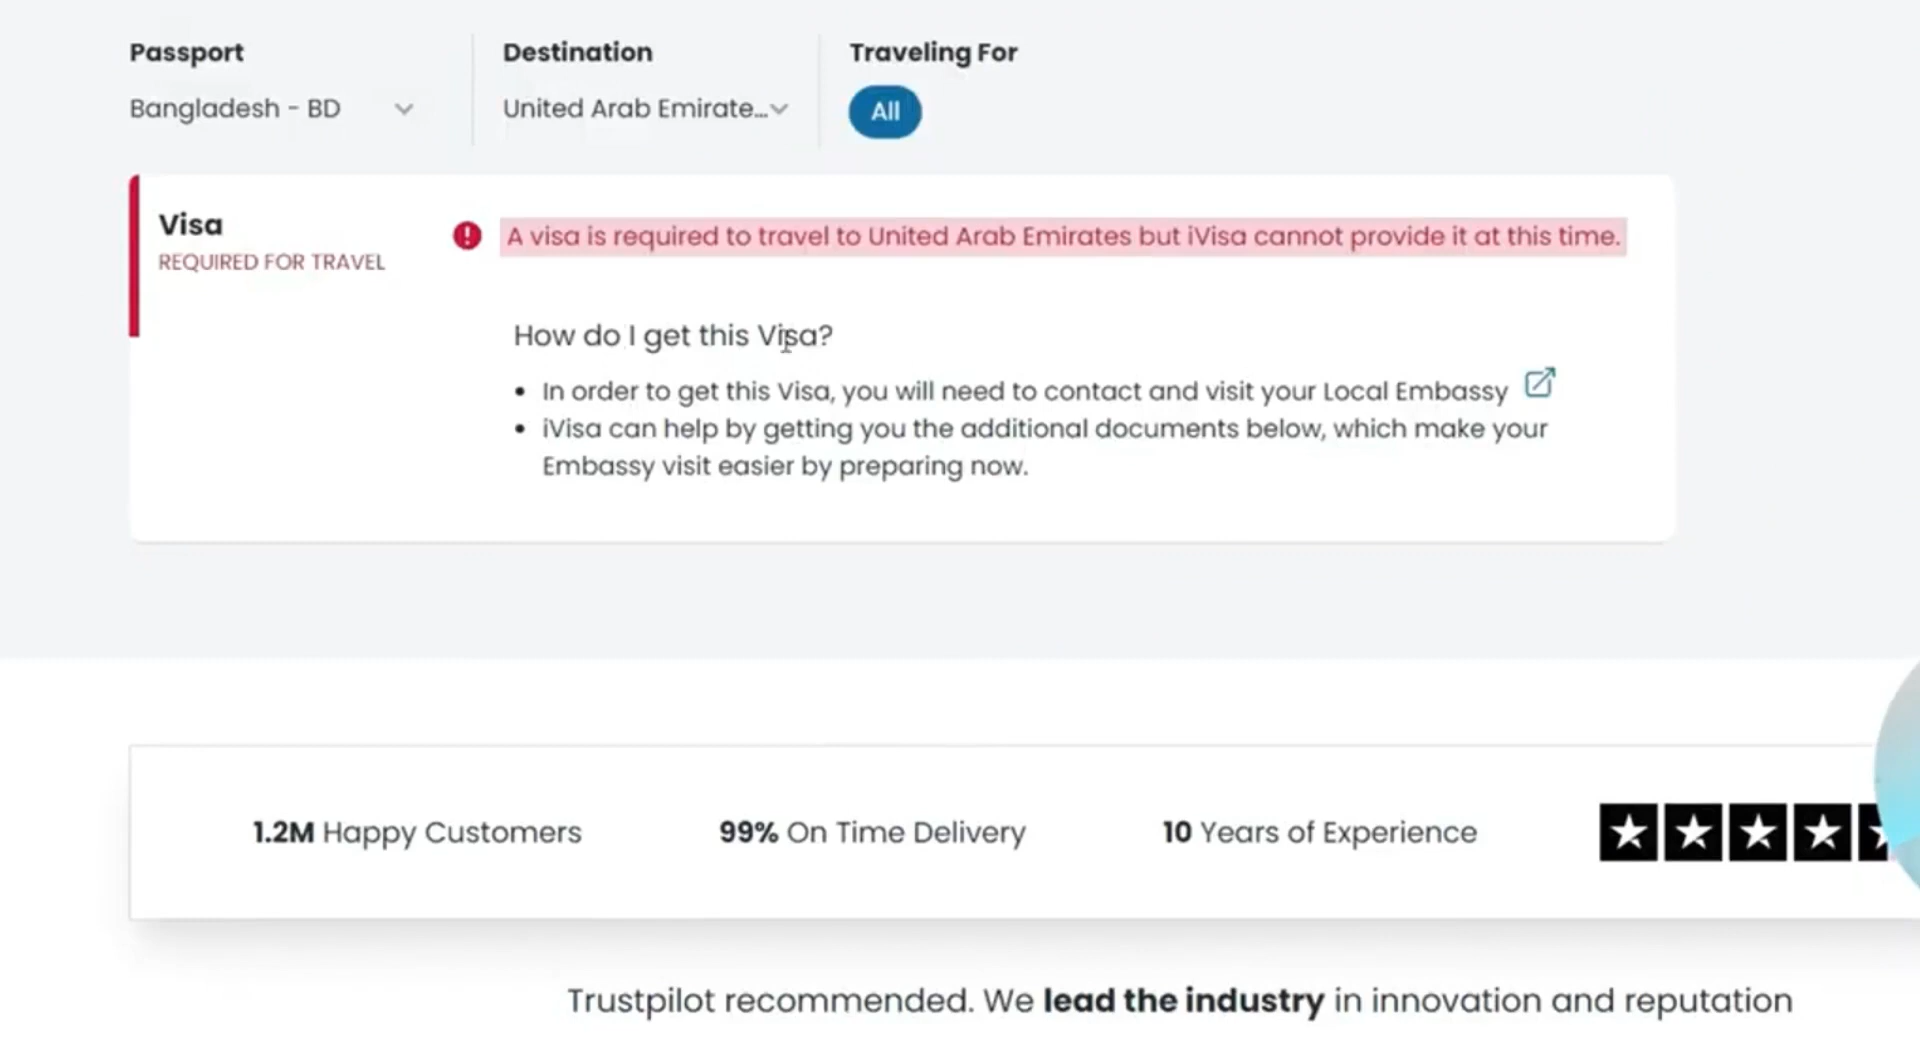 Passport
Destination
Traveling For
Bangladesh - BD
United Arab Emirate...
All
Visa
REQUIRED FOR TRAVEL
A visa is required to travel to United Arab Emirates but iVisa cannot provide it at this time.
How do I get this Visa?
• In order to get this Visa, you will need to contact and visit your Local Embassy
• iVisa can help by getting you the additional documents below, which make your
Embassy visit easier by preparing now.
1.2M Happy Customers
99% On Time Delivery
10 Years of Experience
Trustpilot recommended. We lead the industry in innovation and reputation